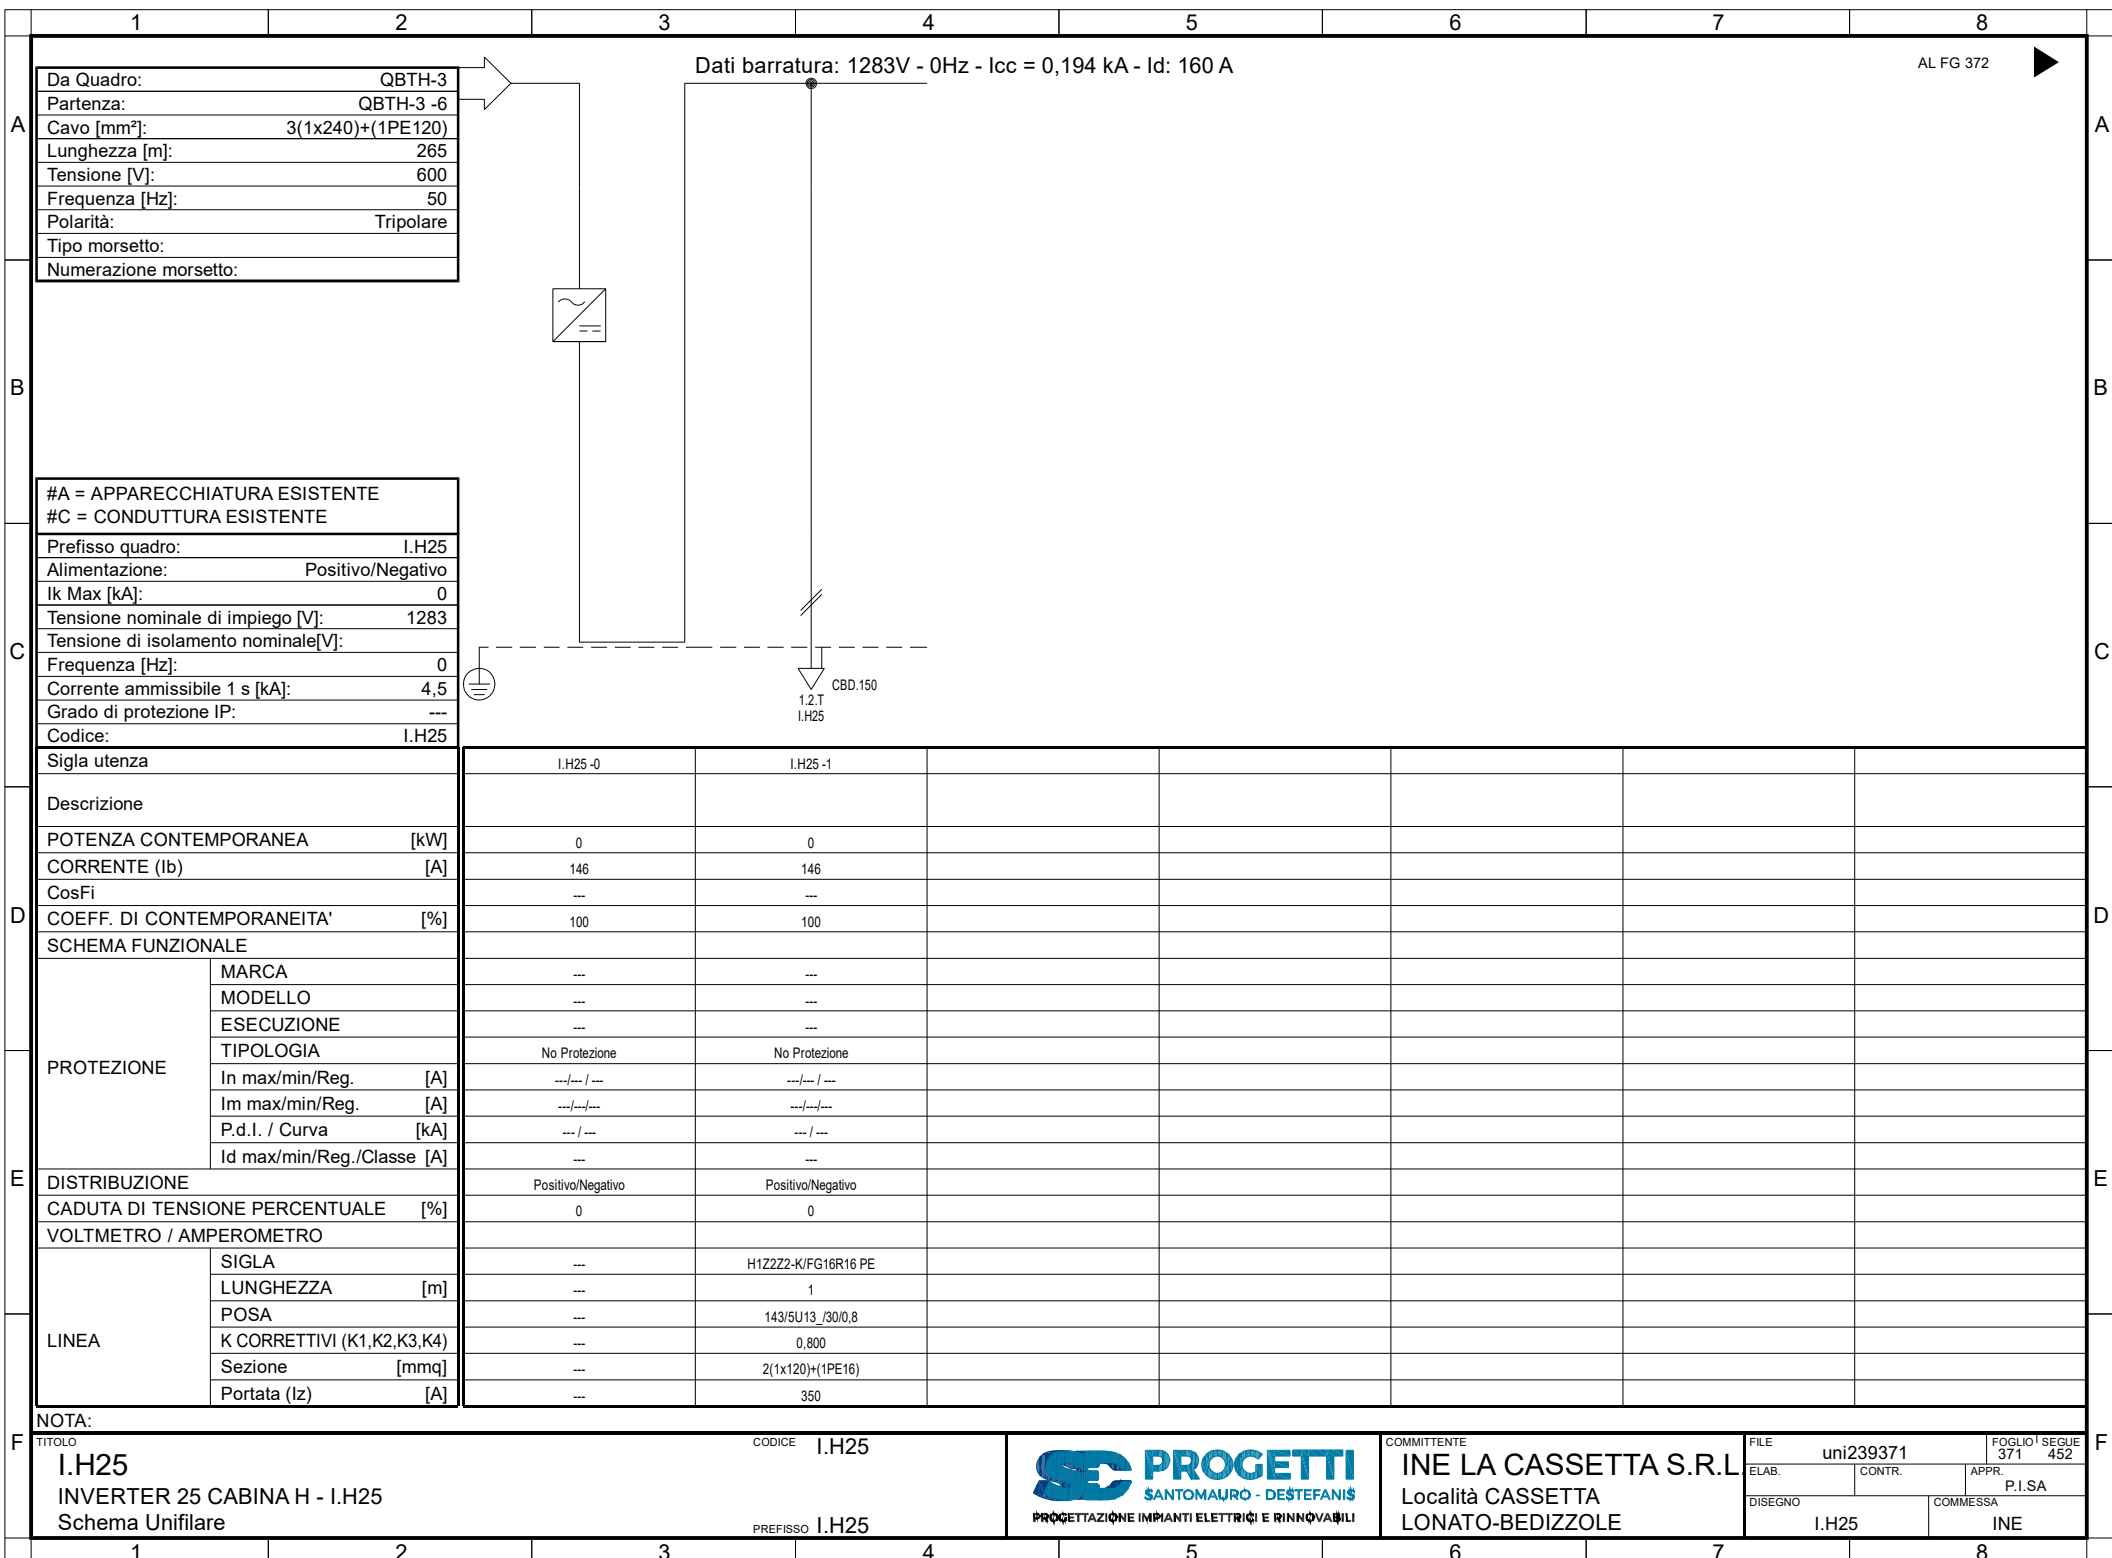 1 2 3 4 5 6 7 8
Dati barratura: 1283V - 0Hz - Icc = 0,194 kA - Id: 160 A
AL FG 372
Da Quadro: QBTH-3
Partenza: QBTH-3 -6
Cavo [mm²]: 3(1x240)+(1PE120)
Lunghezza [m]: 265
Tensione [V]: 600
Frequenza [Hz]: 50
Polarità: Tripolare
Tipo morsetto:
Numerazione morsetto:
A A
B B
#A = APPARECCHIATURA ESISTENTE
#C = CONDUTTURA ESISTENTE
Prefisso quadro: I.H25
Alimentazione: Positivo/Negativo
Ik Max [kA]: 0
Tensione nominale di impiego [V]: 1283
Tensione di isolamento nominale[V]:
Frequenza [Hz]: 0
Corrente ammissibile 1 s [kA]: 4,5
Grado di protezione IP: ---
Codice: I.H25
C C
CBD.150
1.2.T
I.H25
Sigla utenza I.H25 -0 I.H25 -1
Descrizione
POTENZA CONTEMPORANEA [kW] 0 0
CORRENTE (Ib) [A] 146 146
CosFi --- ---
D COEFF. DI CONTEMPORANEITA' [%] 100 100 D
SCHEMA FUNZIONALE
PROTEZIONE
MARCA --- ---
MODELLO --- ---
ESECUZIONE --- ---
TIPOLOGIA No Protezione No Protezione
In max/min/Reg. [A] ---/--- / --- ---/--- / ---
Im max/min/Reg. [A] ---/---/--- ---/---/---
P.d.I. / Curva [kA] --- / --- --- / ---
Id max/min/Reg./Classe [A] --- ---
E DISTRIBUZIONE Positivo/Negativo Positivo/Negativo E
CADUTA DI TENSIONE PERCENTUALE [%] 0 0
VOLTMETRO / AMPEROMETRO
LINEA
SIGLA --- H1Z2Z2-K/FG16R16 PE
LUNGHEZZA [m] --- 1
POSA --- 143/5U13_/30/0,8
K CORRETTIVI (K1,K2,K3,K4) --- 0,800
Sezione [mmq] --- 2(1x120)+(1PE16)
Portata (Iz) [A] --- 350
NOTA:
F F
TITOLO
I.H25
INVERTER 25 CABINA H - I.H25
Schema Unifilare
CODICE I.H25
PREFISSO I.H25
SD PROGETTI
SANTOMAURO - DESTEFANIS
PROGETTAZIONE IMPIANTI ELETTRICI E RINNOVABILI
COMMITTENTE
INE LA CASSETTA S.R.L.
Località CASSETTA
LONATO-BEDIZZOLE
FILE uni239371
FOGLIO SEGUE
371 452
ELAB. CONTR. APPR.
P.I.SA
DISEGNO COMMESSA
I.H25 INE
1 2 3 4 5 6 7 8